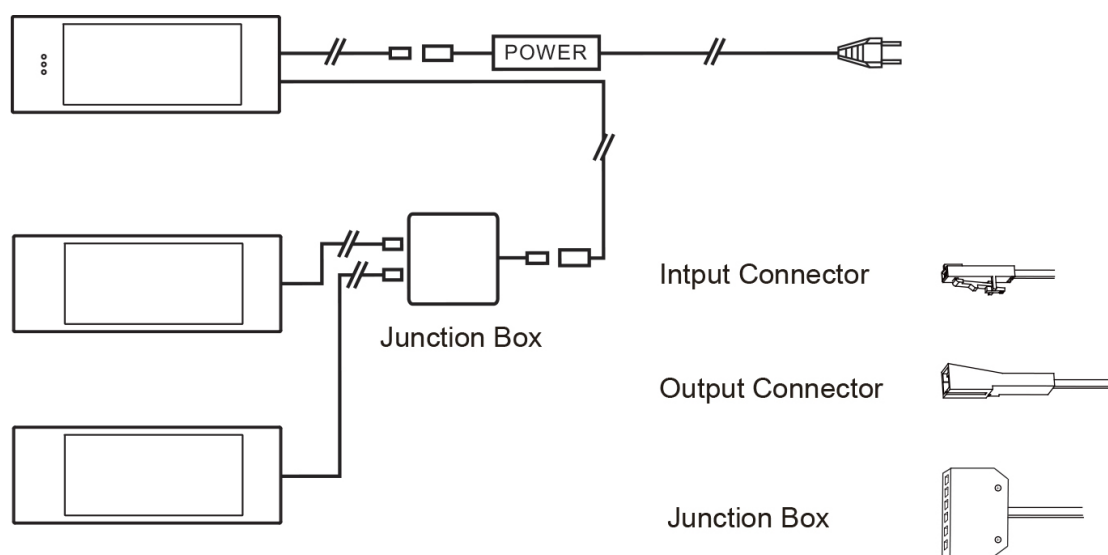 POWER
Intput Connector
Junction Box
Output Connector
Junction Box